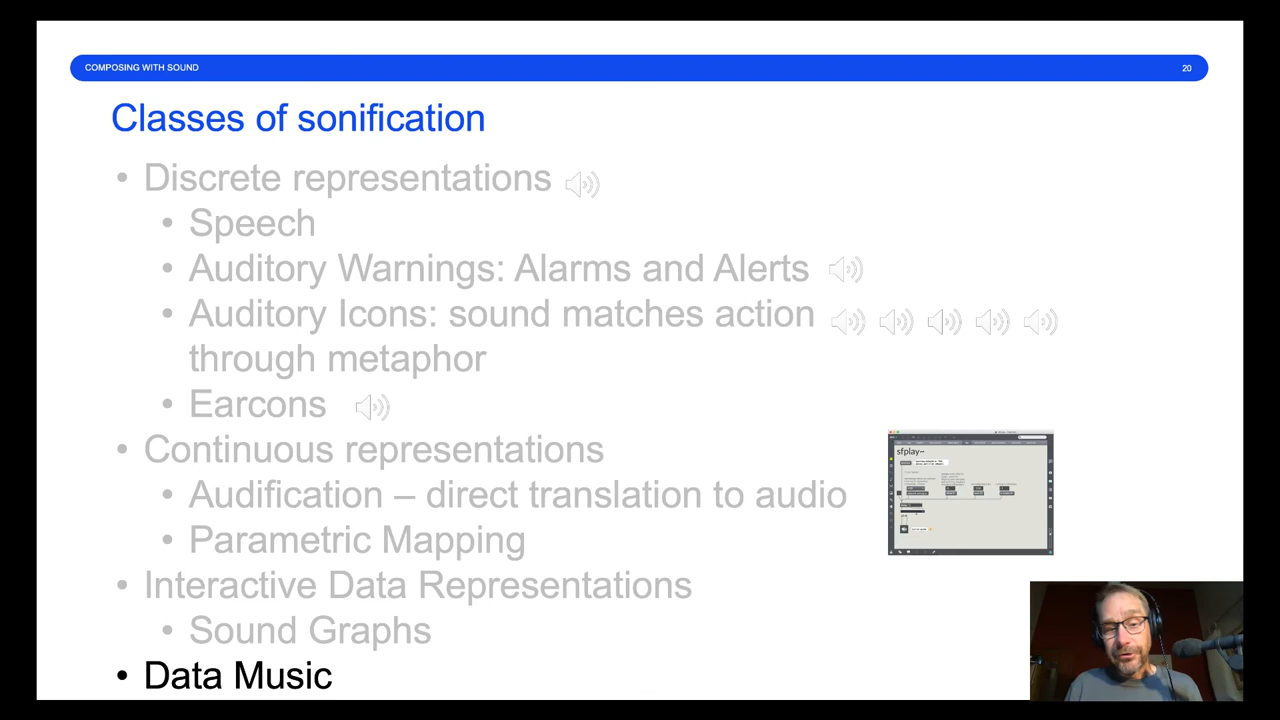 COMPOSING WITH SOUND
20
Classes of sonification
• Discrete representations
• Speech
• Auditory Warnings: Alarms and Alerts
• Auditory Icons: sound matches action
through metaphor
• Earcons
• Continuous representations
sfplay~
• Audification – direct translation to audio
• Parametric Mapping
• Interactive Data Representations
• Sound Graphs
• Data Music